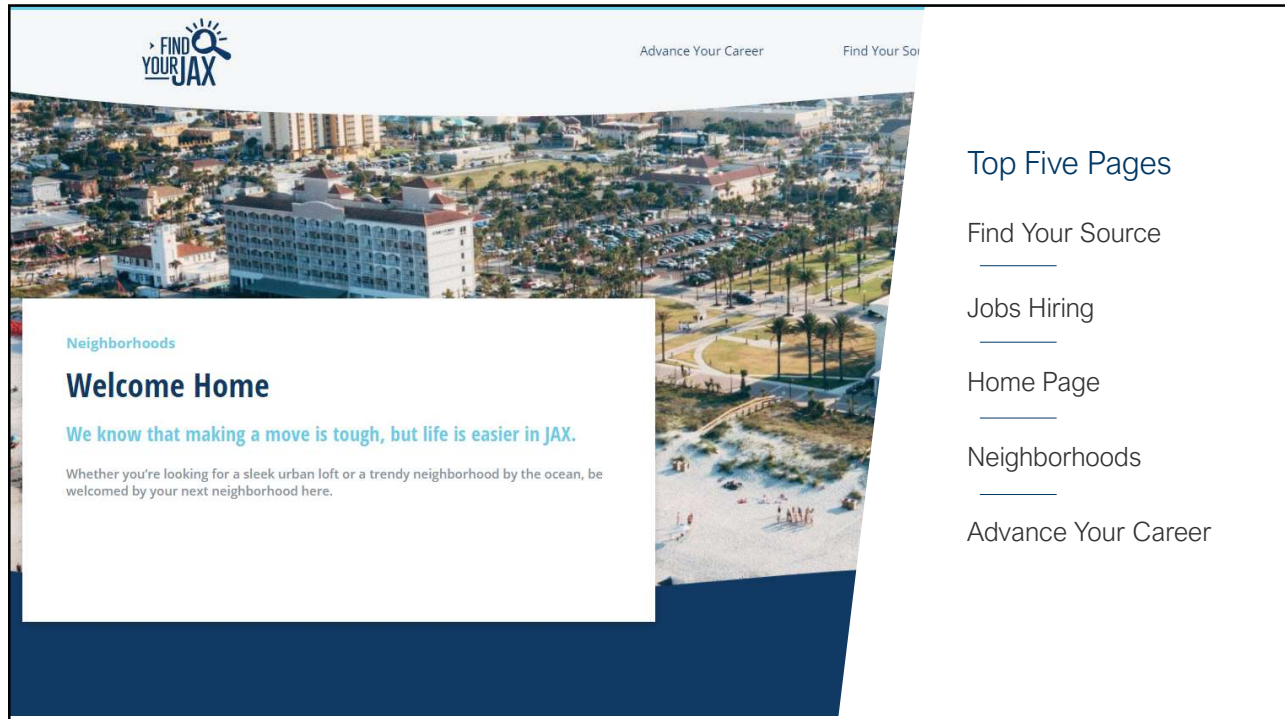 FIND
YOUR JAX
Advance Your Career
Find Your Sou
Neighborhoods
Welcome Home
We know that making a move is tough, but life is easier in JAX.
Whether you're looking for a sleek urban loft or a trendy neighborhood by the ocean, be
welcomed by your next neighborhood here.
Top Five Pages
Find Your Source
Jobs Hiring
Home Page
Neighborhoods
Advance Your Career